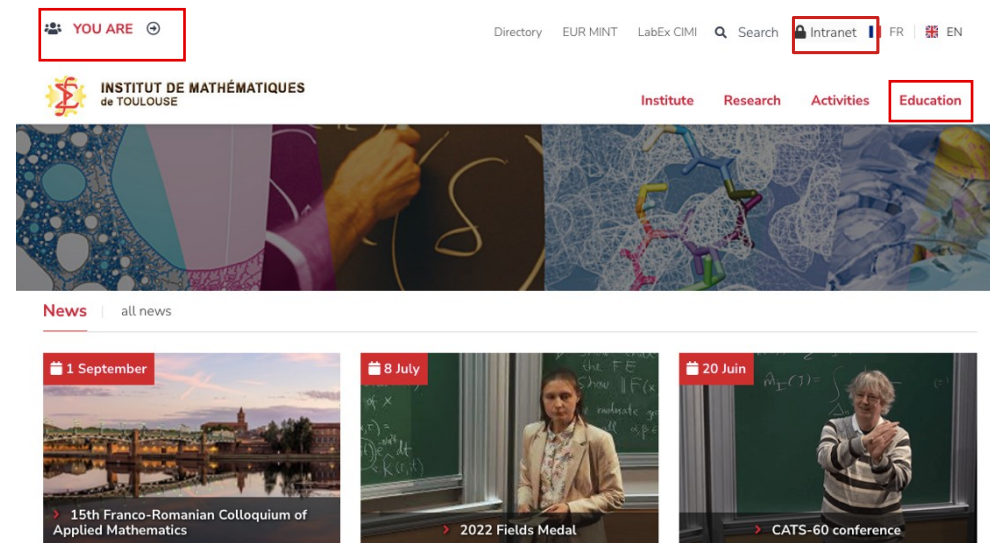 YOU ARE
Directory EUR MINT LabEx CIMI Search Intranet FR EN
INSTITUT DE MATHÉMATIQUES
de TOULOUSE
Institute Research Activities Education
News all news
1 September
8 July
20 Juin
15th Franco-Romanian Colloquium of
Applied Mathematics
2022 Fields Medal
CATS-60 conference